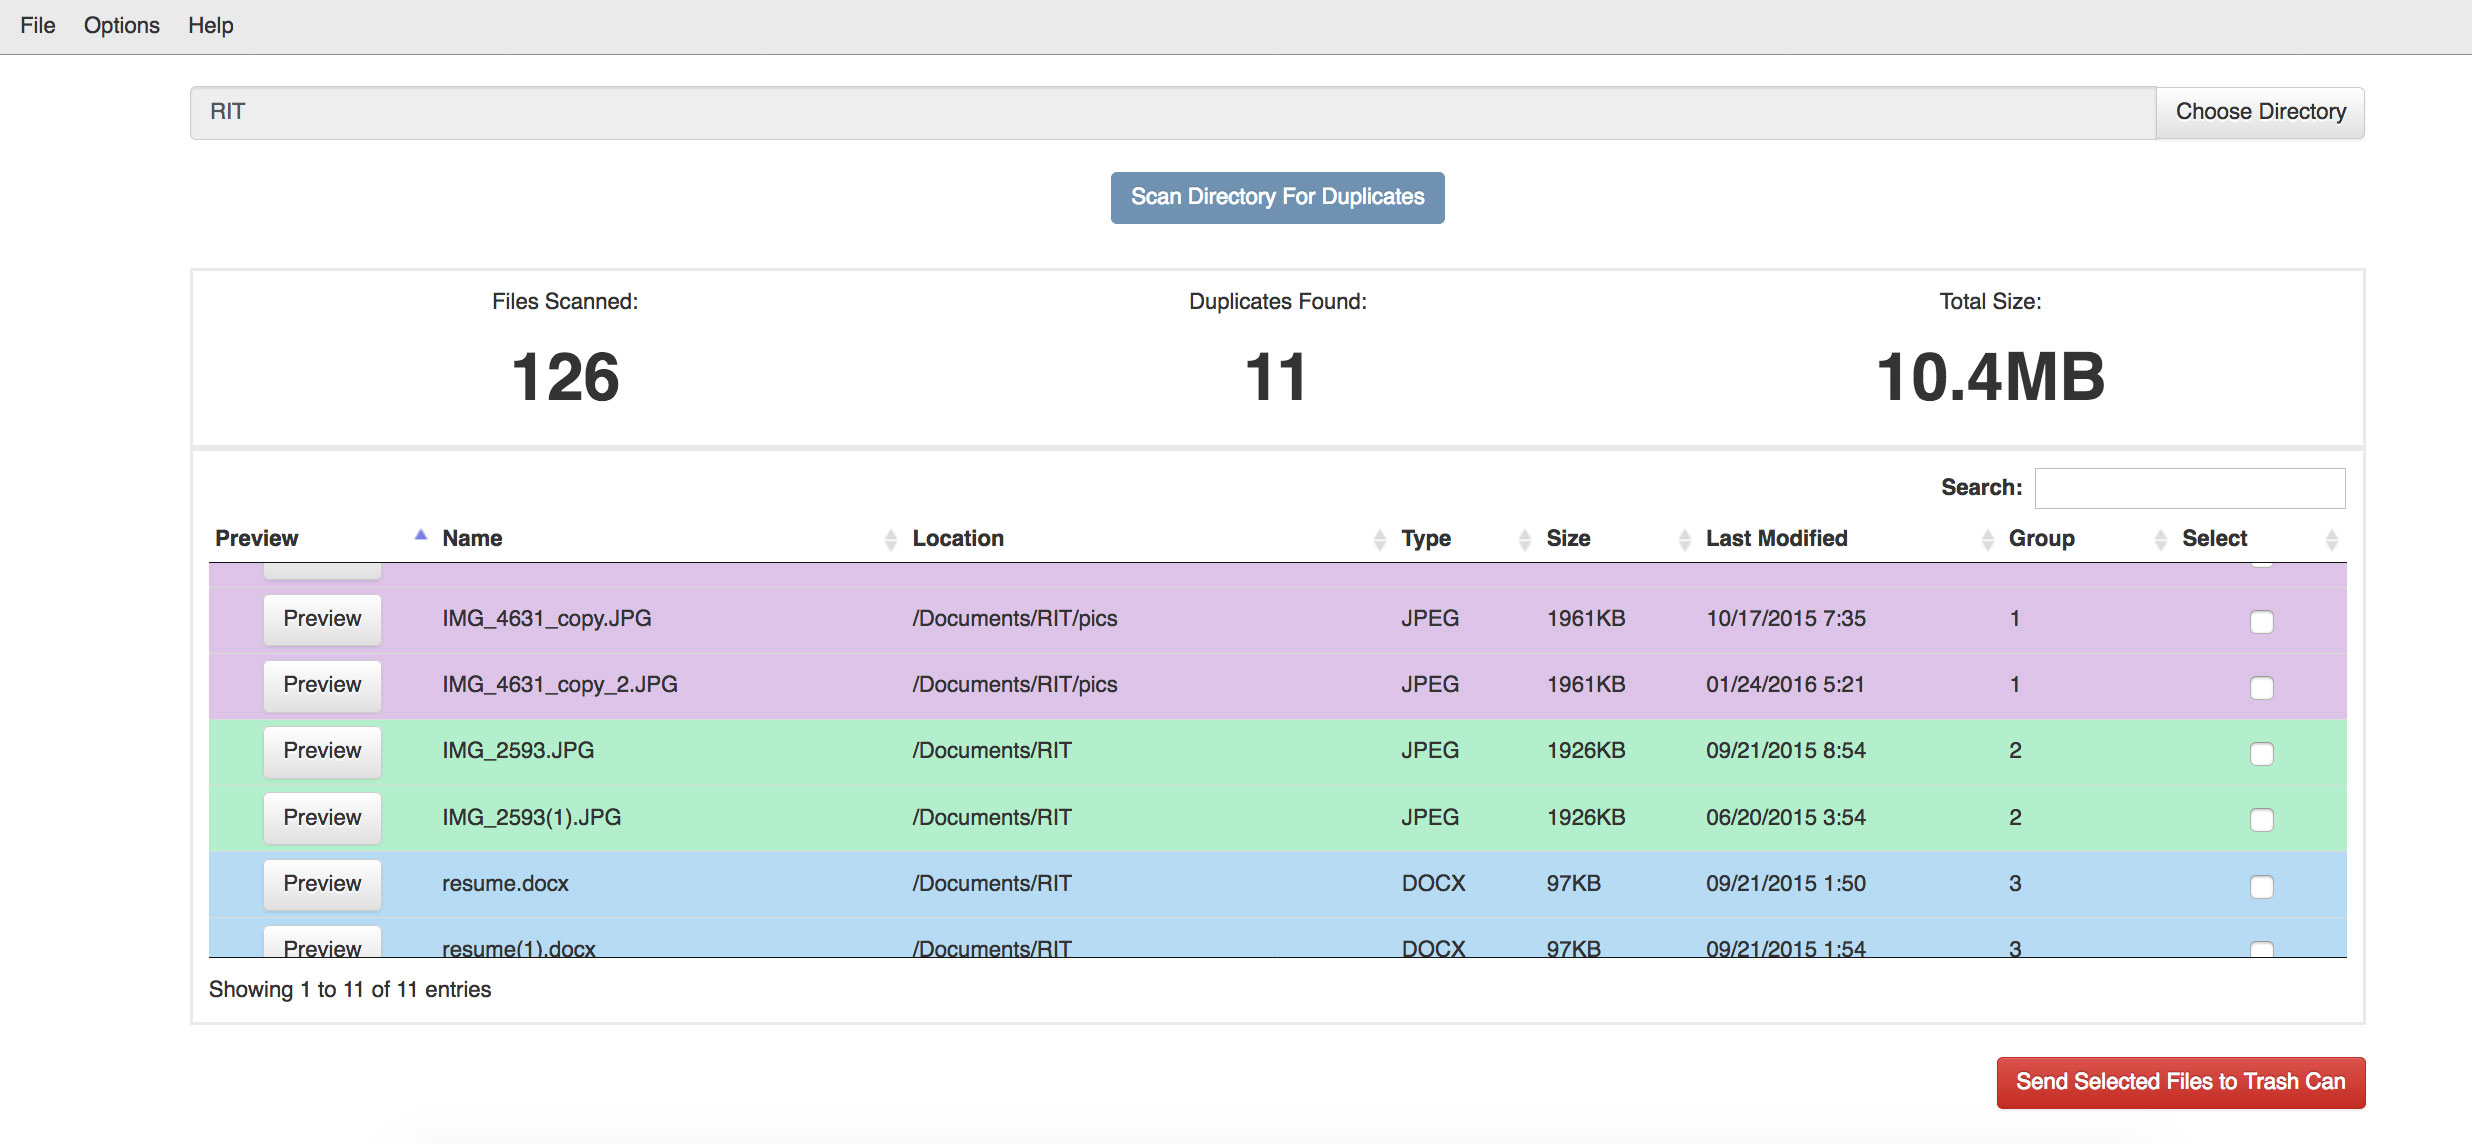 File Options Help
RIT Choose Directory
Scan Directory For Duplicates
Files Scanned: Duplicates Found: Total Size:
126 11 10.4MB
Search:
Preview Name Location Type Size Last Modified Group Select
Preview IMG_4631_copy.JPG /Documents/RIT/pics JPEG 1961KB 10/17/2015 7:35 1
Preview IMG_4631_copy_2.JPG /Documents/RIT/pics JPEG 1961KB 01/24/2016 5:21 1
Preview IMG_2593.JPG /Documents/RIT JPEG 1926KB 09/21/2015 8:54 2
Preview IMG_2593(1).JPG /Documents/RIT JPEG 1926KB 06/20/2015 3:54 2
Preview resume.docx /Documents/RIT DOCX 97KB 09/21/2015 1:50 3
Preview resume(1).docx /Documents/RIT DOCX 97KB 09/21/2015 1:54 3
Showing 1 to 11 of 11 entries
Send Selected Files to Trash Can